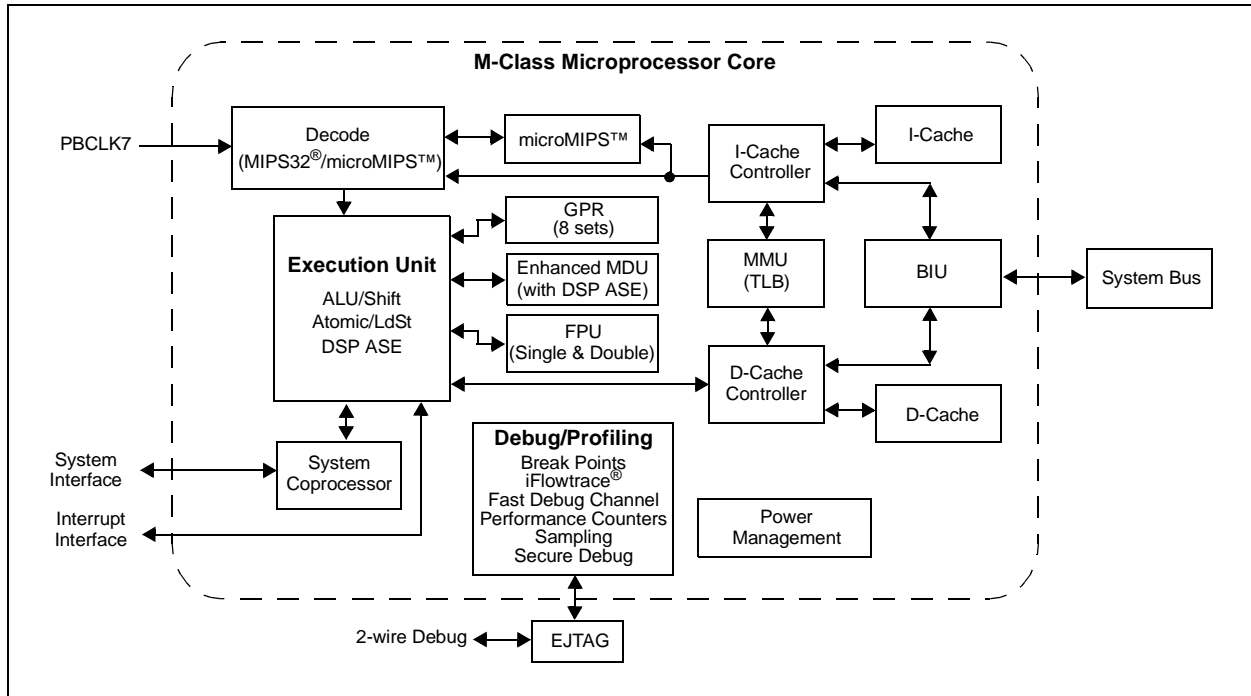 M-Class Microprocessor Core
PBCLK7
Decode
(MIPS32®/microMIPS™)
microMIPS™
I-Cache
Controller
I-Cache
GPR
(8 sets)
Execution Unit
ALU/Shift
Atomic/LdSt
DSP ASE
Enhanced MDU
(with DSP ASE)
FPU
(Single & Double)
MMU
(TLB)
BIU
System Bus
D-Cache
Controller
D-Cache
System
Interface
System
Coprocessor
Interrupt
Interface
Debug/Profiling
Break Points
iFlowtrace®
Fast Debug Channel
Performance Counters
Sampling
Secure Debug
Power
Management
2-wire Debug
EJTAG